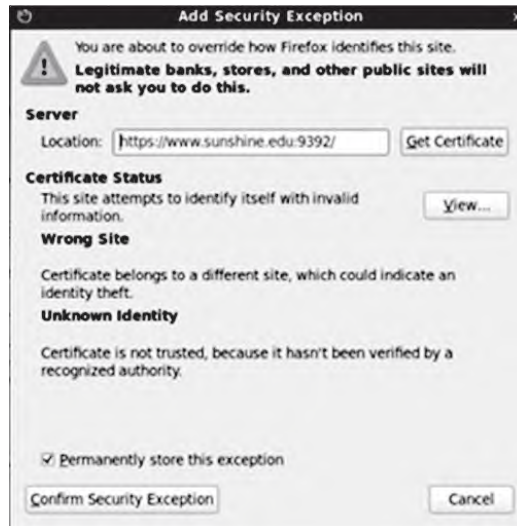 Add Security Exception
You are about to override how Firefox identifies this site.
Legitimate banks, stores, and other public sites will
not ask you to do this.
Server
Location: https://www.sunshine.edu:9392/ Get Certificate
Certificate Status
This site attempts to identify itself with invalid
information.
View...
Wrong Site
Certificate belongs to a different site, which could indicate an
identity theft.
Unknown Identity
Certificate is not trusted, because it hasn't been verified by a
recognized authority.
Permanently store this exception
Confirm Security Exception Cancel